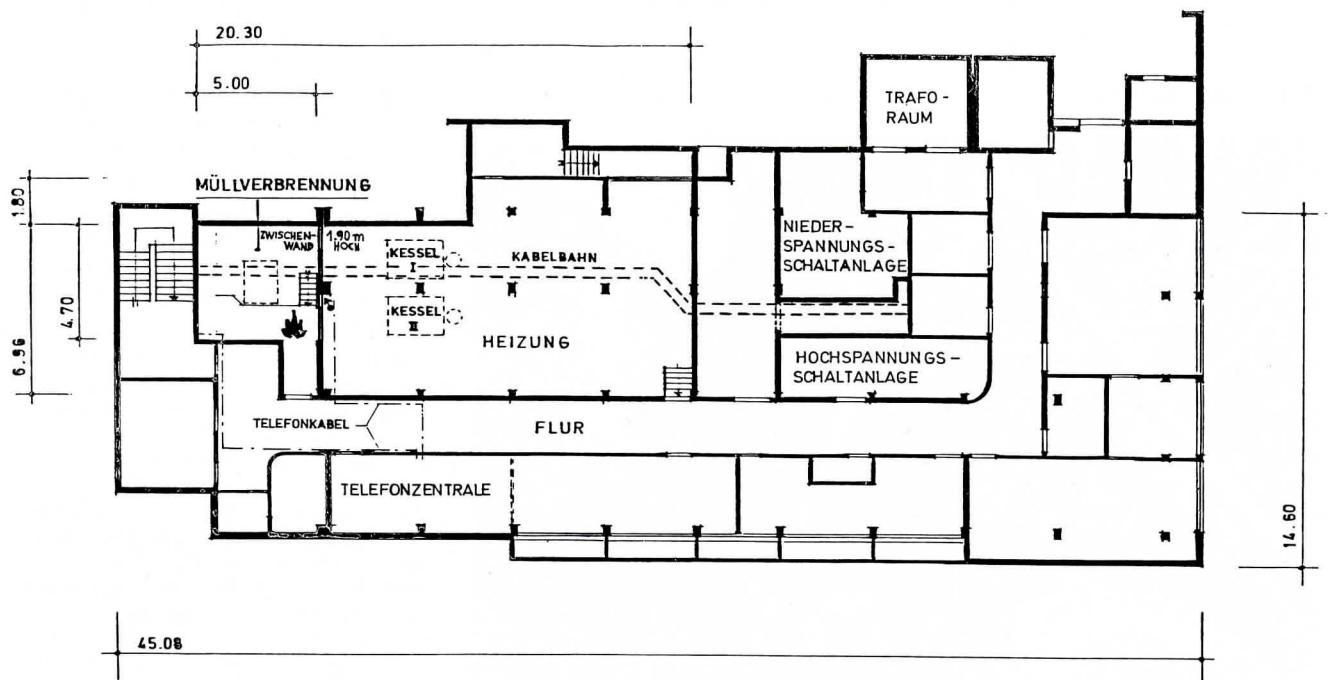 20.30
5.00
TRAFO-
RAUM
1.80
MÜLLVERBRENNUNG
ZWISCHEN-
WAND
1,90 m
HOCH
KESSEL
I
KABELBAHN
NIEDER-
SPANNUNGS-
SCHALTANLAGE
4.70
6.96
KESSEL
II
HEIZUNG
HOCHSPANNUNGS-
SCHALTANLAGE
TELEFONKABEL
FLUR
TELEFONZENTRALE
14.60
45.08